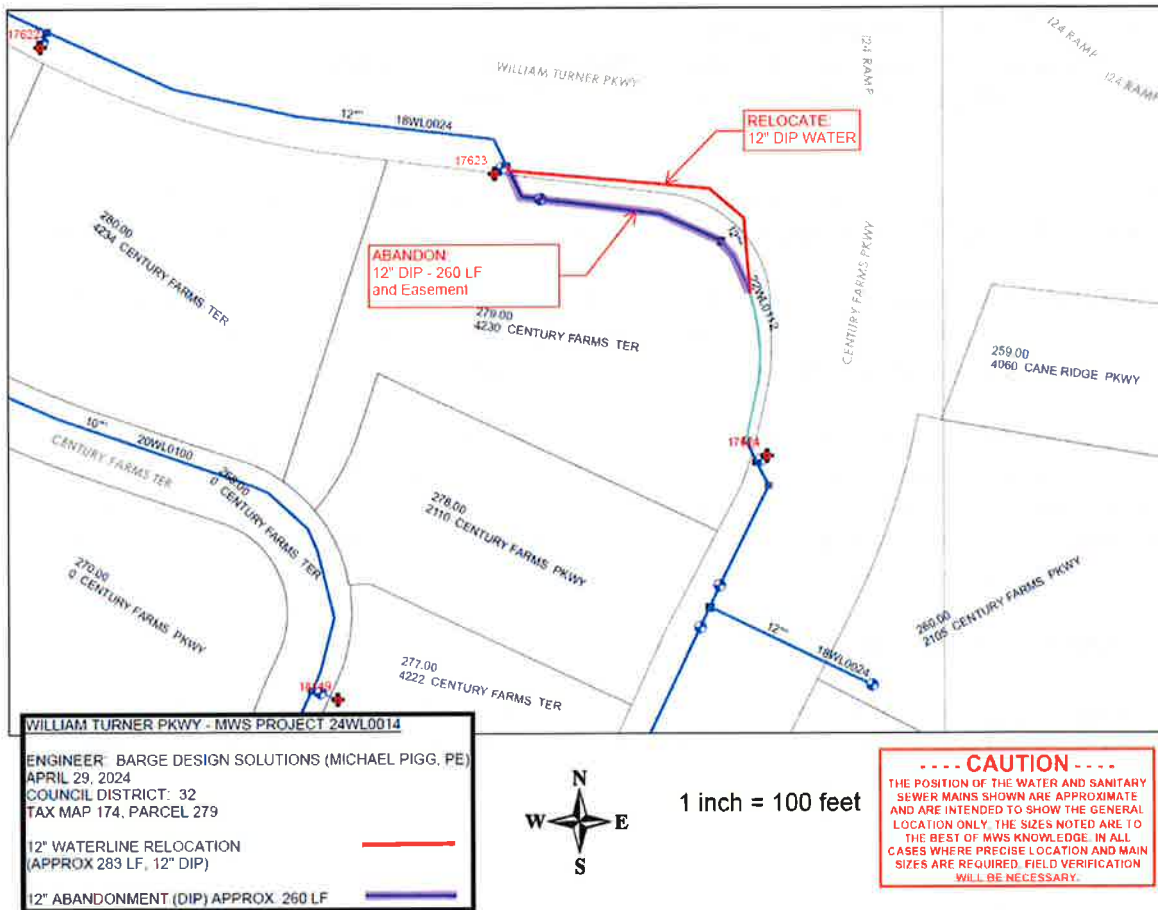 17622
WILLIAM TURNER PKWY
I24 RAMP
I24 RAMP
I24 RAMP
12""
18WL0024
RELOCATE:
12" DIP WATER
17623
280.00
4234 CENTURY FARMS TER
ABANDON:
12" DIP - 260 LF
and Easement
12""
22WL0112
CENTURY FARMS PKWY
279.00
4230 CENTURY FARMS TER
259.00
4060 CANE RIDGE PKWY
10""
20WL0100
CENTURY FARMS TER
268.00
0 CENTURY FARMS TER
278.00
2110 CENTURY FARMS PKWY
270.00
0 CENTURY FARMS PKWY
12""
18WL0024
260.00
2105 CENTURY FARMS PKWY
277.00
4222 CENTURY FARMS TER
WILLIAM TURNER PKWY - MWS PROJECT 24WL0014
ENGINEER: BARGE DESIGN SOLUTIONS (MICHAEL PIGG, PE)
APRIL 29, 2024
COUNCIL DISTRICT: 32
TAX MAP 174, PARCEL 279
12" WATERLINE RELOCATION
(APPROX 283 LF, 12" DIP)
12" ABANDONMENT (DIP) APPROX. 260 LF
N
W
E
S
1 inch = 100 feet
---- CAUTION ----
THE POSITION OF THE WATER AND SANITARY
SEWER MAINS SHOWN ARE APPROXIMATE
AND ARE INTENDED TO SHOW THE GENERAL
LOCATION ONLY. THE SIZES NOTED ARE TO
THE BEST OF MWS KNOWLEDGE. IN ALL
CASES WHERE PRECISE LOCATION AND MAIN
SIZES ARE REQUIRED, FIELD VERIFICATION
WILL BE NECESSARY.